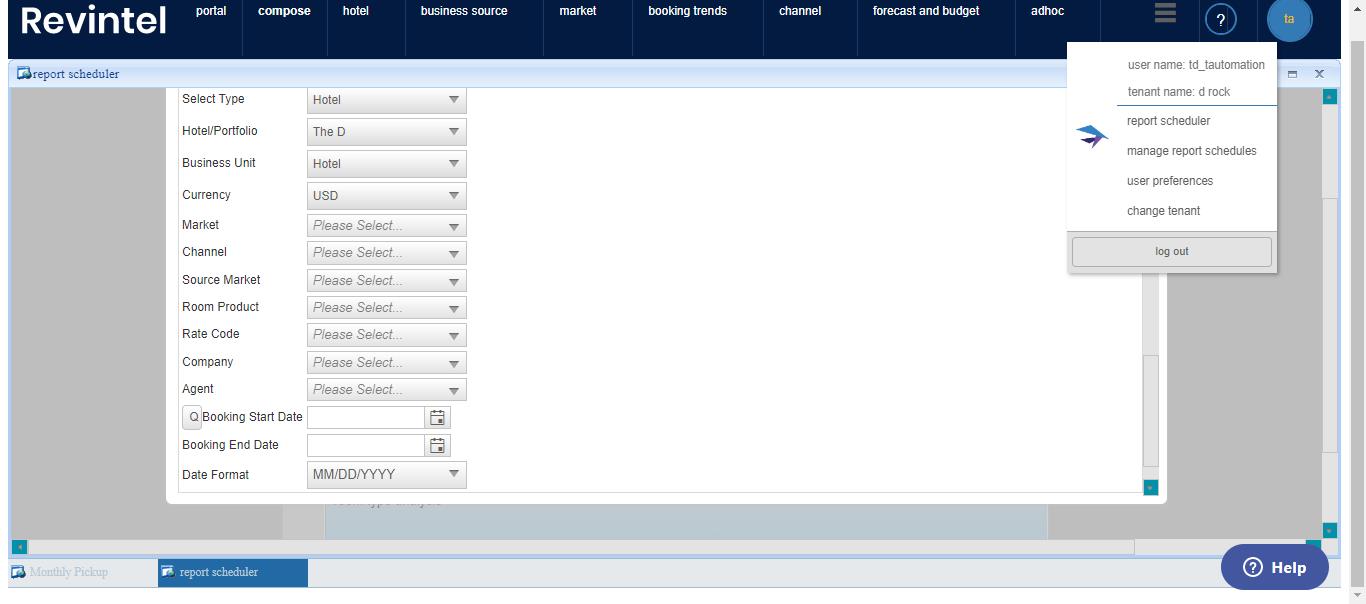 Revintel
portal
compose
hotel
business source
market
booking trends
channel
forecast and budget
adhoc
?
ta
report scheduler
user name: td_tautomation
tenant name: d rock
report scheduler
manage report schedules
user preferences
change tenant
log out
Select Type Hotel
Hotel/Portfolio The D
Business Unit Hotel
Currency USD
Market Please Select...
Channel Please Select...
Source Market Please Select...
Room Product Please Select...
Rate Code Please Select...
Company Please Select...
Agent Please Select...
Q Booking Start Date
Booking End Date
Date Format MM/DD/YYYY
Monthly Pickup
report scheduler
? Help